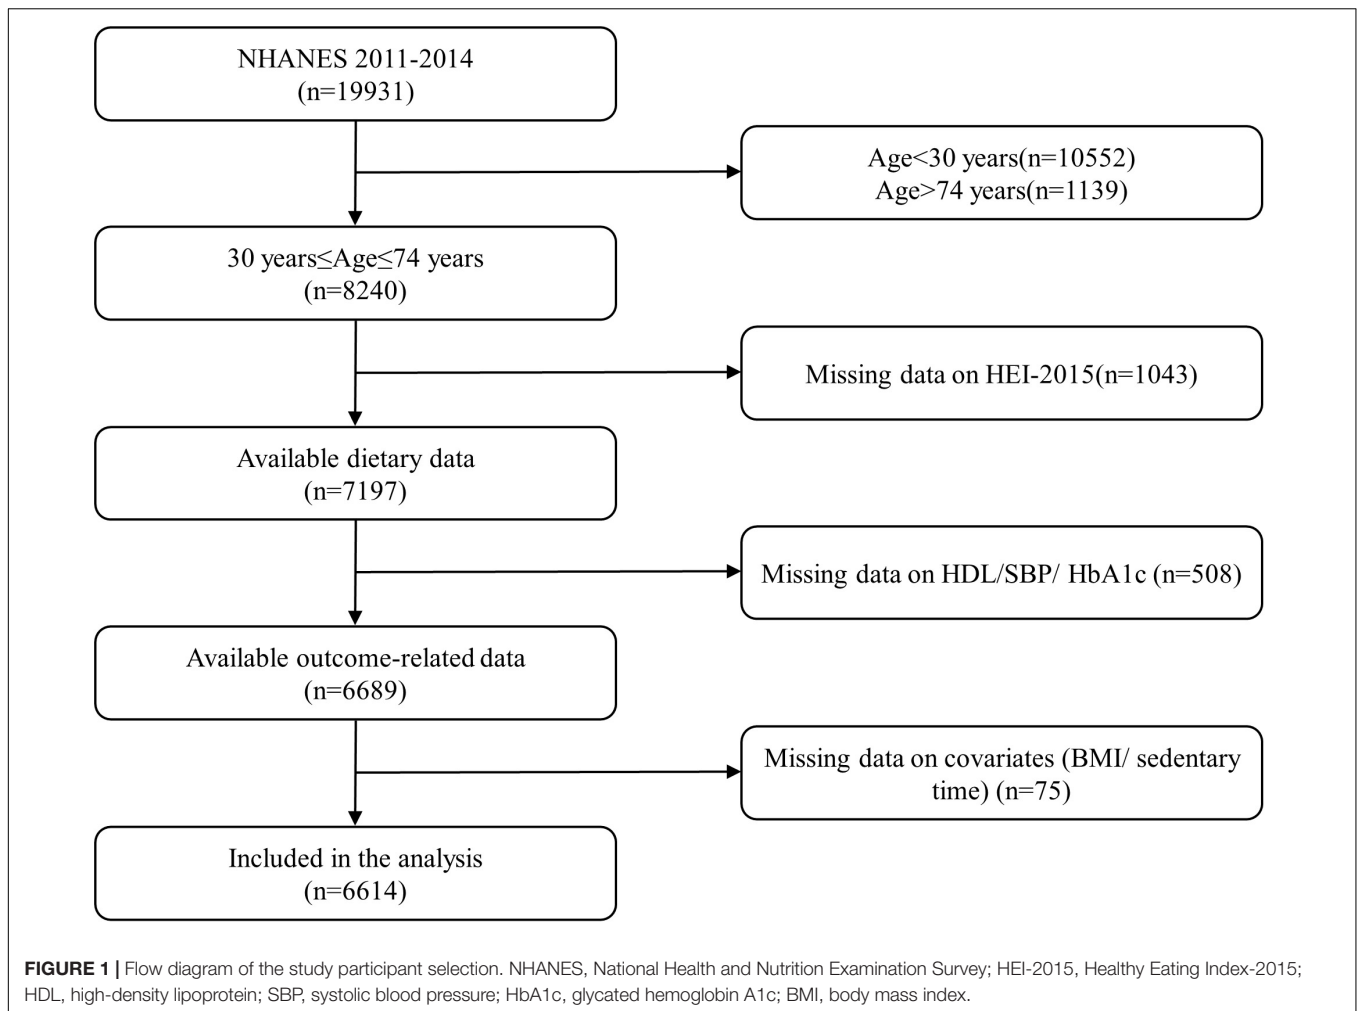 NHANES 2011-2014
(n=19931)
Age<30 years(n=10552)
Age>74 years(n=1139)
30 years≤Age≤74 years
(n=8240)
Missing data on HEI-2015(n=1043)
Available dietary data
(n=7197)
Missing data on HDL/SBP/ HbA1c (n=508)
Available outcome-related data
(n=6689)
Missing data on covariates (BMI/ sedentary
time) (n=75)
Included in the analysis
(n=6614)
FIGURE 1 | Flow diagram of the study participant selection. NHANES, National Health and Nutrition Examination Survey; HEI-2015, Healthy Eating Index-2015;
HDL, high-density lipoprotein; SBP, systolic blood pressure; HbA1c, glycated hemoglobin A1c; BMI, body mass index.